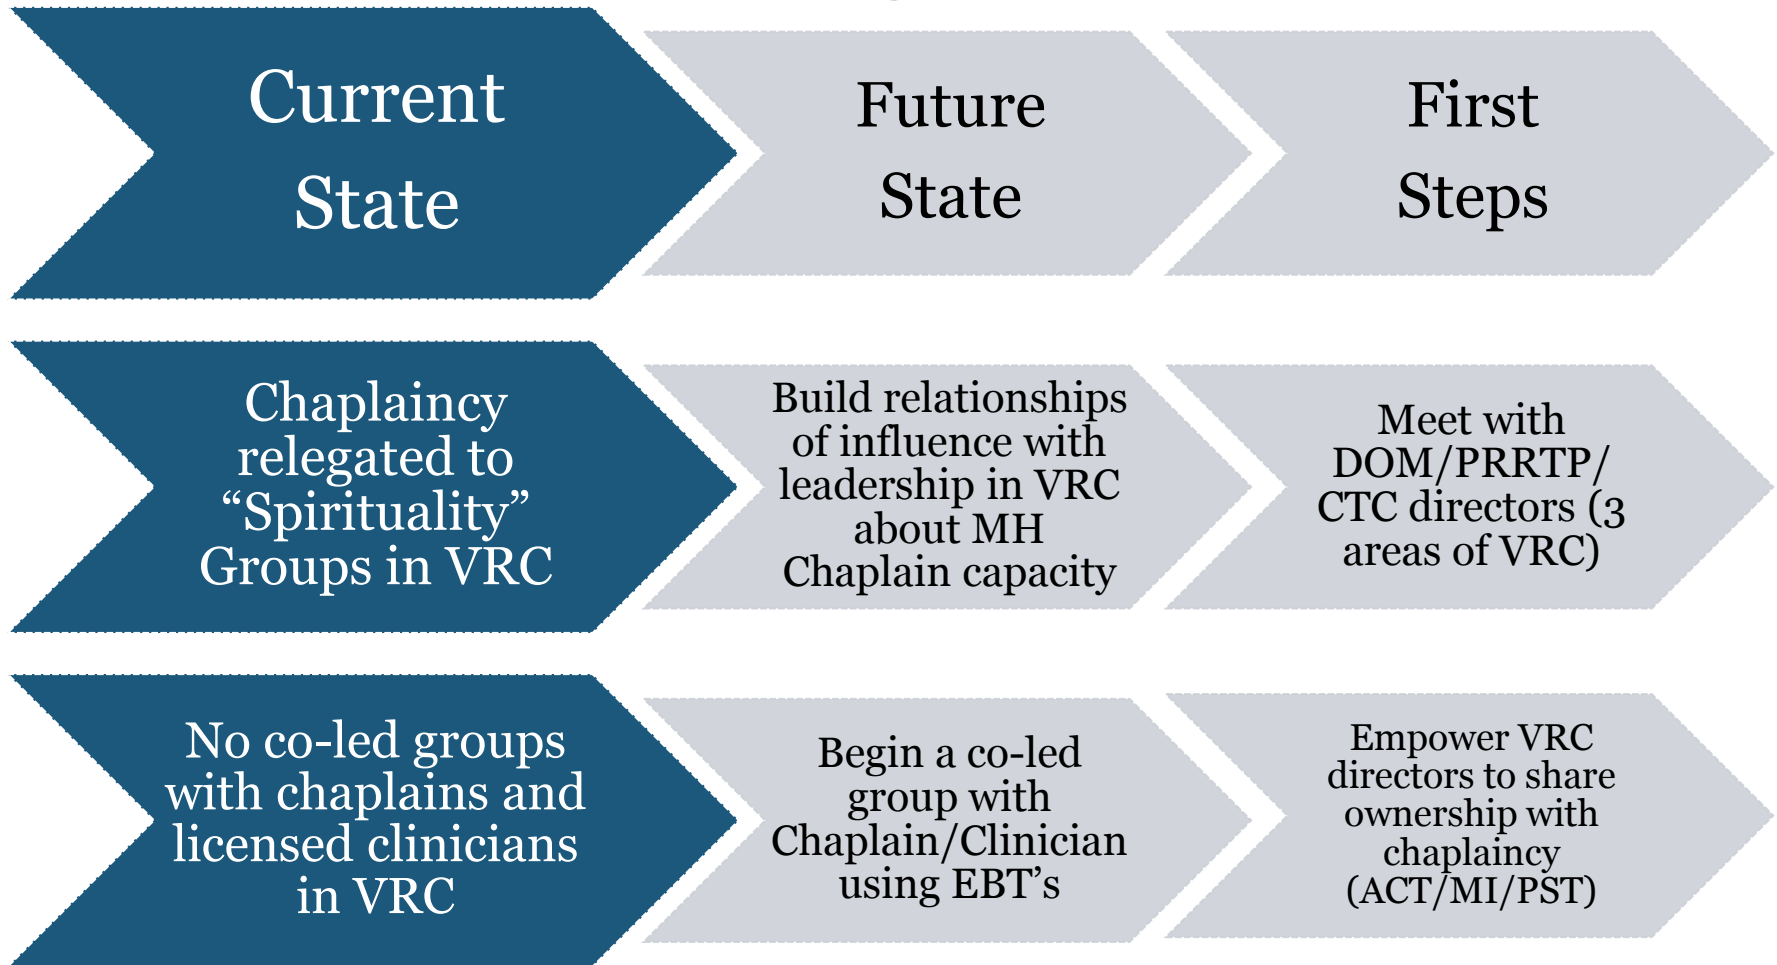 Current
State
Future
State
First
Steps
Chaplaincy
relegated to
“Spirituality”
Groups in VRC
Build relationships
of influence with
leadership in VRC
about MH
Chaplain capacity
Meet with
DOM/PRRTP/
CTC directors (3
areas of VRC)
No co-led groups
with chaplains and
licensed clinicians
in VRC
Begin a co-led
group with
Chaplain/Clinician
using EBT’s
Empower VRC
directors to share
ownership with
chaplaincy
(ACT/MI/PST)